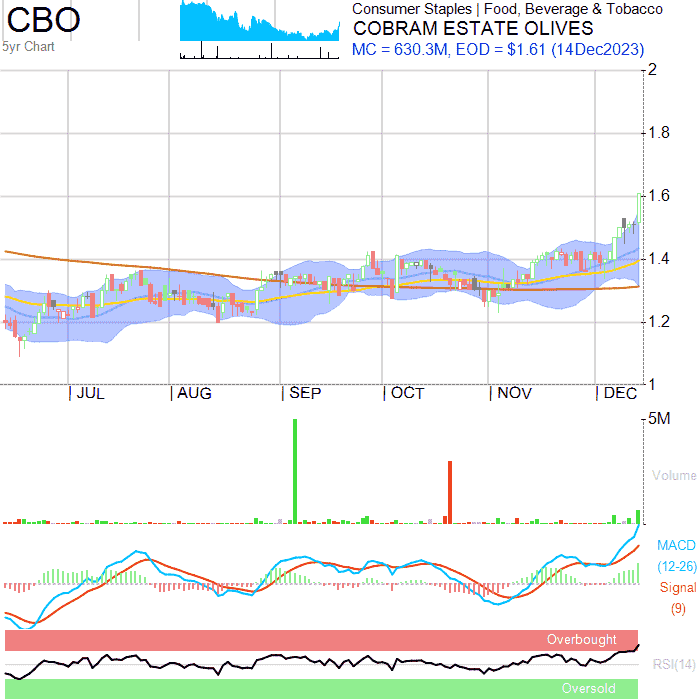 CBO
5yr Chart
Consumer Staples | Food, Beverage & Tobacco
COBRAM ESTATE OLIVES
MC = 630.3M, EOD = $1.61 (14Dec2023)
2
1.8
1.6
1.4
1.2
1
| JUL | AUG | SEP | OCT | NOV | DEC
5M
Volume
MACD
(12-26)
Signal
(9)
Overbought
RSI(14)
Oversold